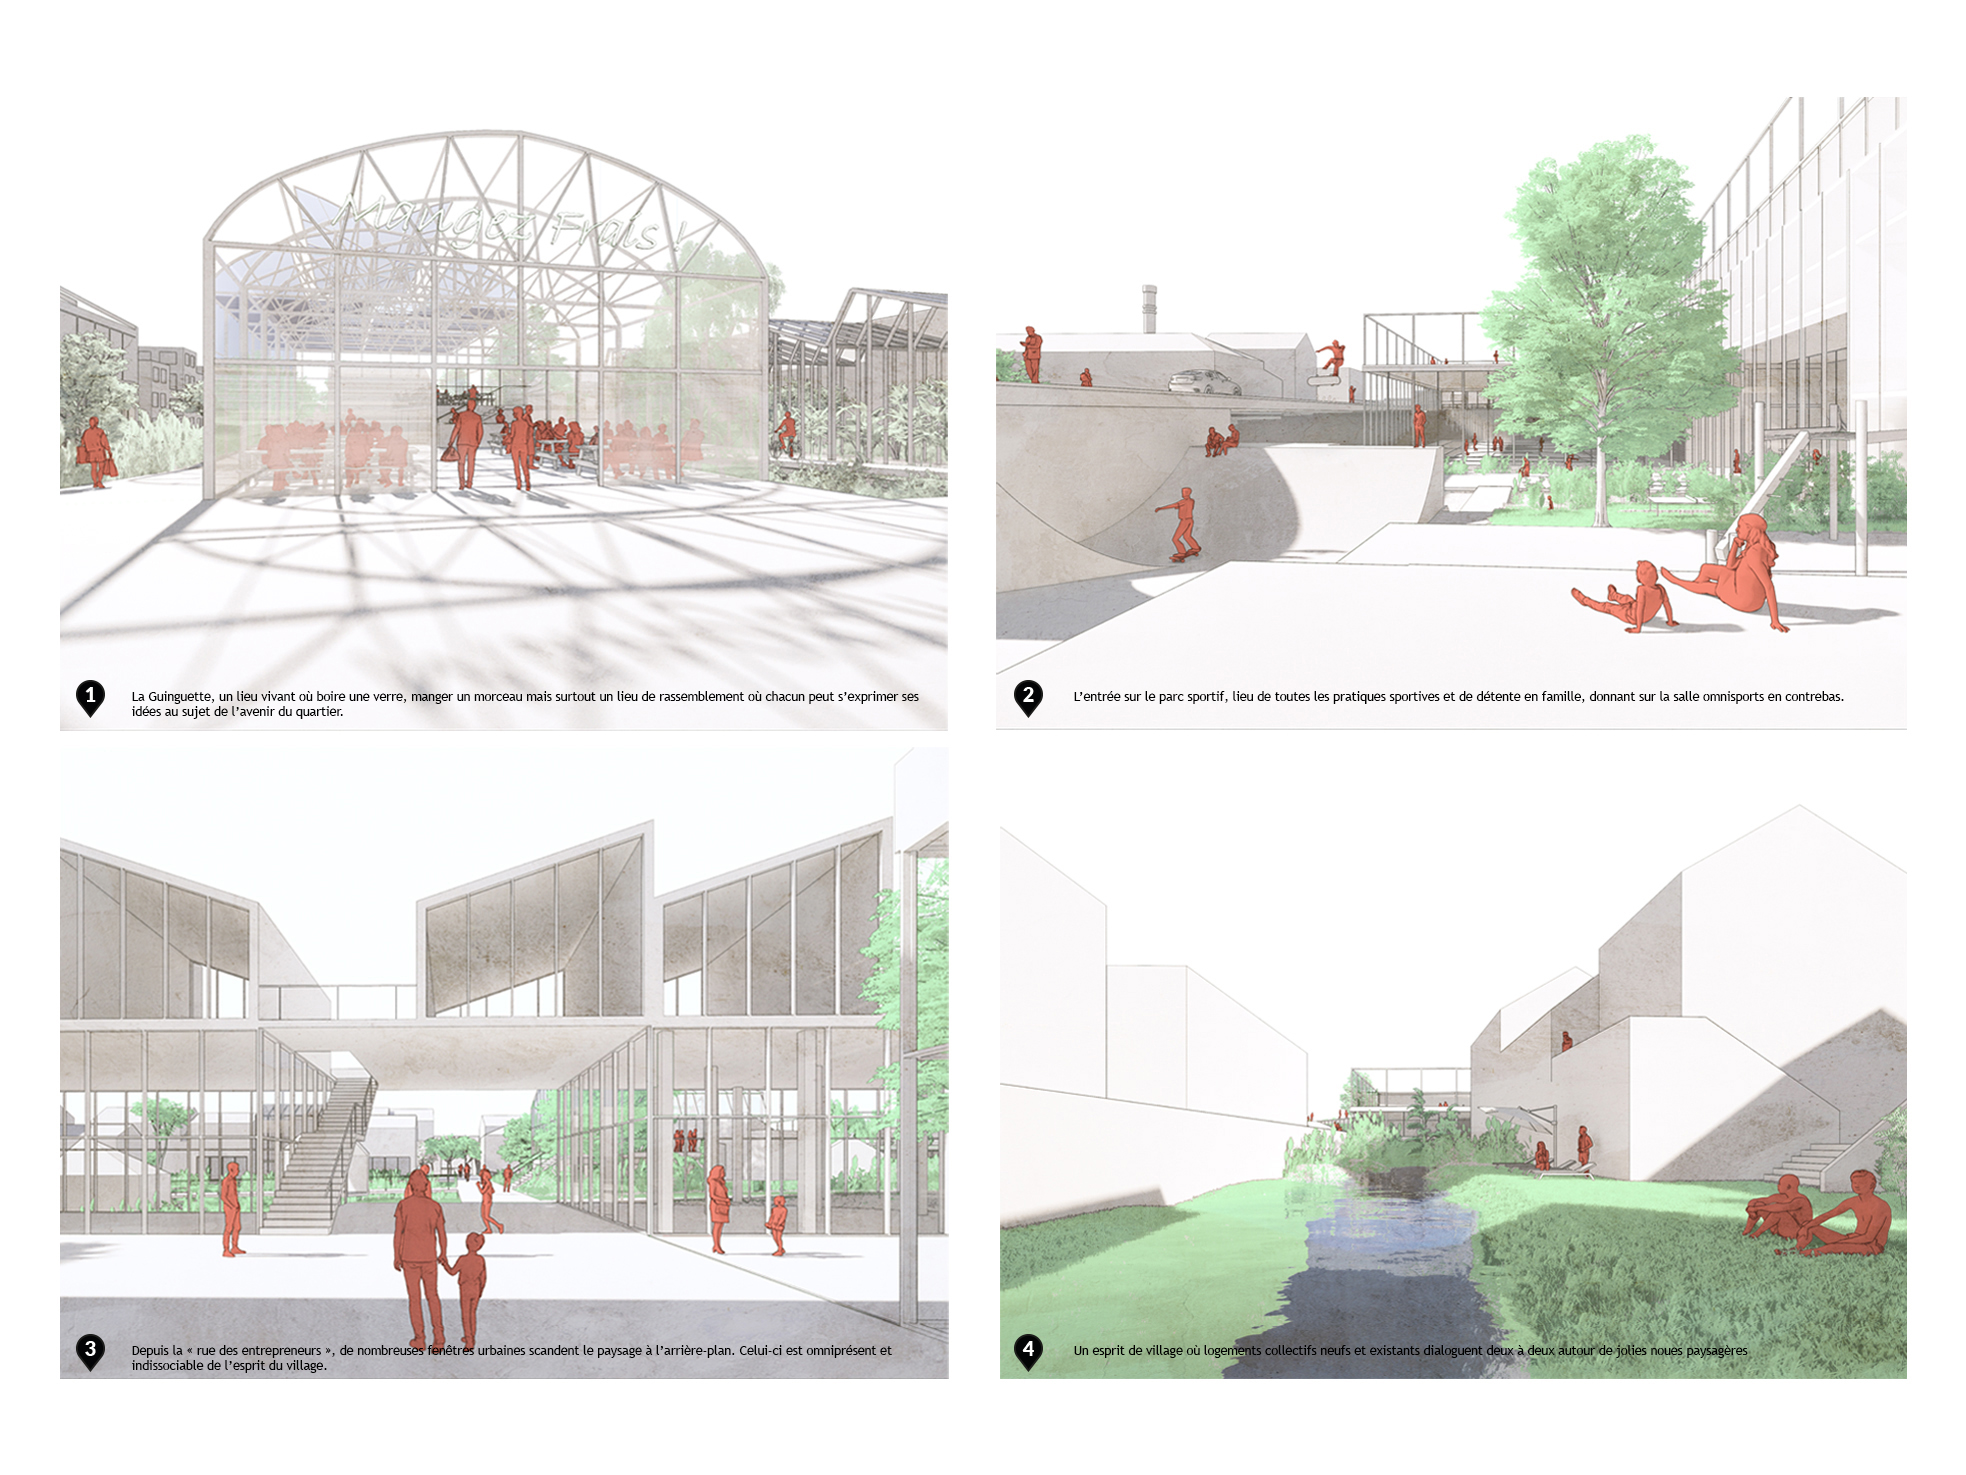 Mangez Frais !
1
La Guinguette, un lieu vivant où boire une verre, manger un morceau mais surtout un lieu de rassemblement où chacun peut s'exprimer ses
idées au sujet de l'avenir du quartier.
2
L'entrée sur le parc sportif, lieu de toutes les pratiques sportives et de détente en famille, donnant sur la salle omnisports en contrebas.
3
Depuis la « rue des entrepreneurs », de nombreuses fenêtres urbaines scandent le paysage à l'arrière-plan. Celui-ci est omniprésent et
indissociable de l'esprit du village.
4
Un esprit de village où logements collectifs neufs et existants dialoguent deux à deux autour de jolies noues paysagères